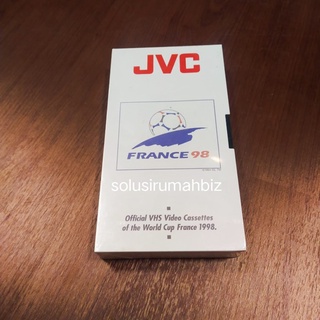 JVC
FRANCE 98
solusirumahbiz
Official VHS Video Cassettes
of the World Cup France 1998.